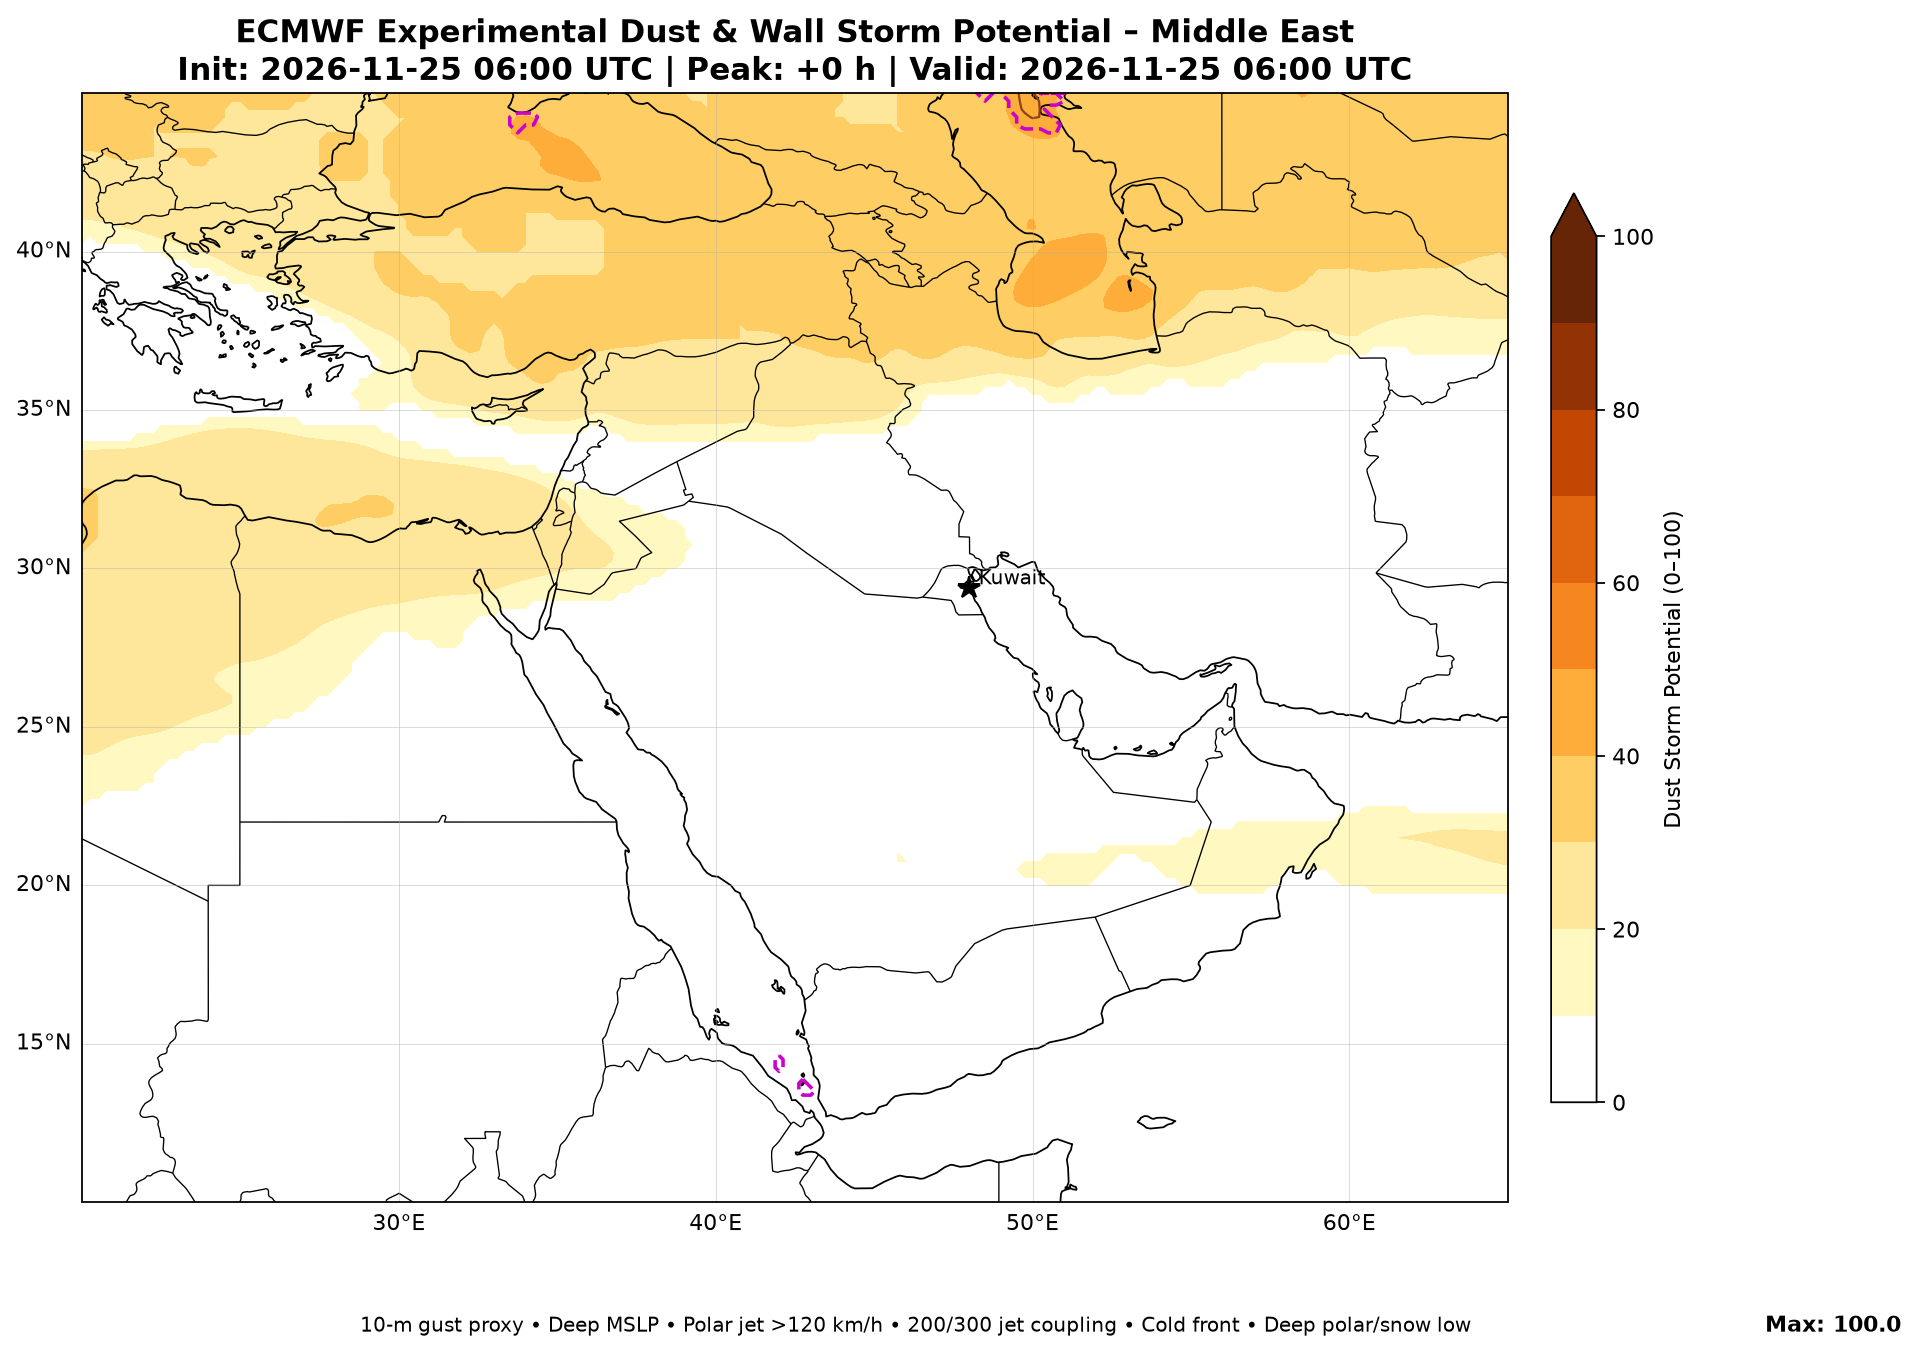 ECMWF Experimental Dust & Wall Storm Potential – Middle East
Init: 2026-11-25 06:00 UTC | Peak: +0 h | Valid: 2026-11-25 06:00 UTC
40°N
35°N
30°N
25°N
20°N
15°N
Kuwait
30°E
40°E
50°E
60°E
100
80
60
40
20
0
Dust Storm Potential (0–100)
10-m gust proxy • Deep MSLP • Polar jet >120 km/h • 200/300 jet coupling • Cold front • Deep polar/snow low
Max: 100.0